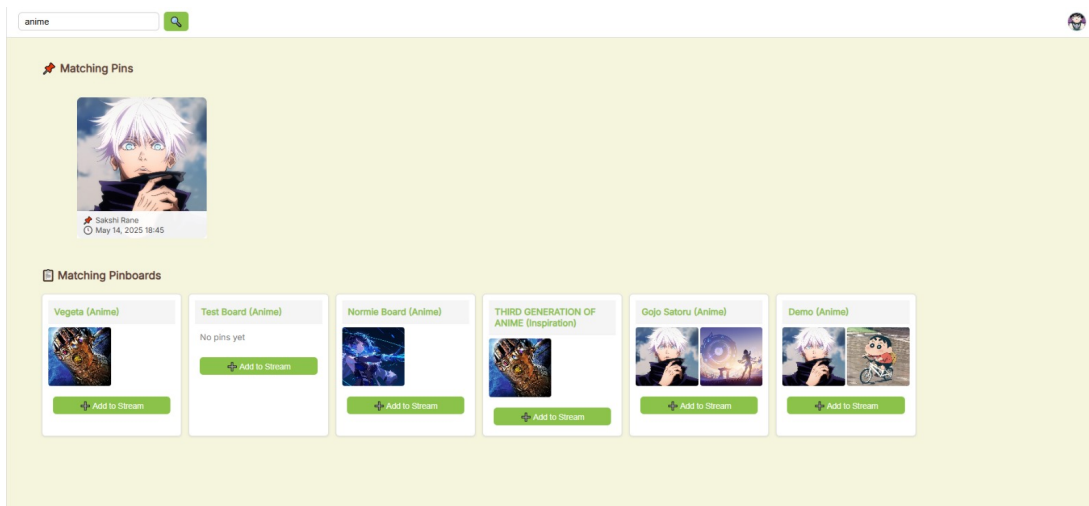 anime
Matching Pins
Sakshi Rane
May 14, 2025 18:45
Matching Pinboards
Vegeta (Anime)
Add to Stream
Test Board (Anime)
No pins yet
Add to Stream
Normie Board (Anime)
Add to Stream
THIRD GENERATION OF
ANIME (Inspiration)
Add to Stream
Gojo Satoru (Anime)
Add to Stream
Demo (Anime)
Add to Stream